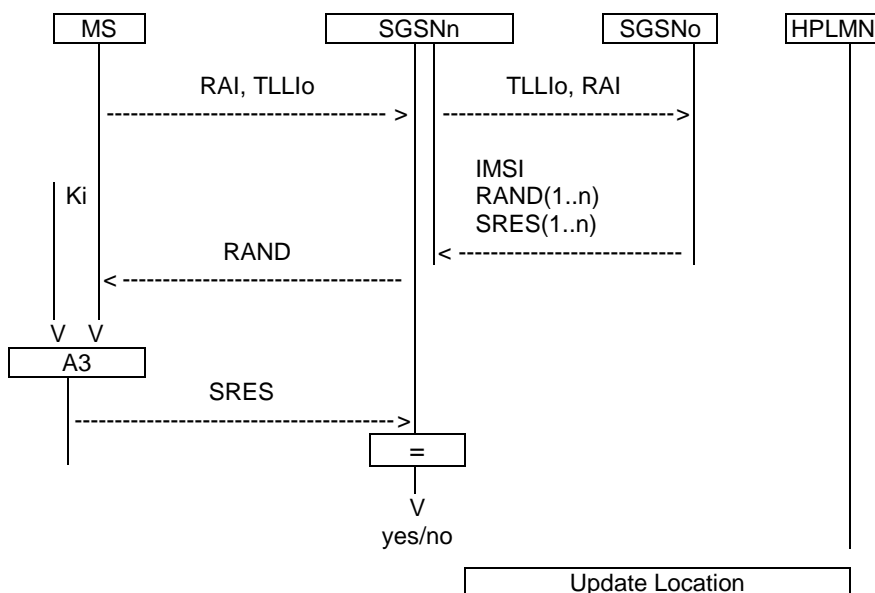 MS SGSNn SGSNo HPLMN
RAI, TLLIo TLLIo, RAI
IMSI
Ki RAND(1..n)
SRES(1..n)
RAND
V V
A3
SRES
=
V
yes/no
Update Location